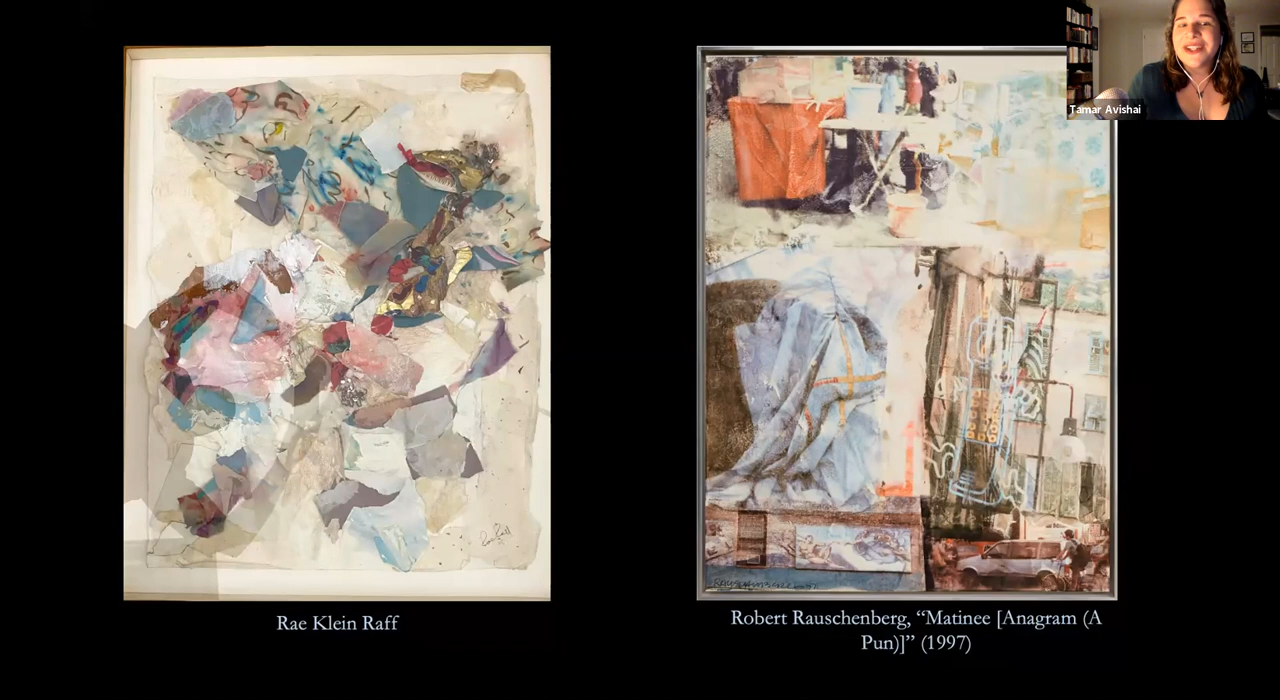 Tamar Avishai
Rae Klein Raff
Robert Rauschenberg, “Matinee [Anagram (A
Pun)]” (1997)